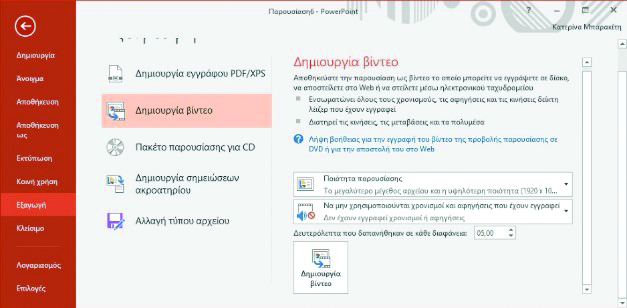 Παρουσίαση6 - PowerPoint
?
Κατερίνα Μπαρακίτη
Δημιουργία
Άνοιγμα
Αποθήκευση
Αποθήκευση
ως
Εκτύπωση
Κοινή χρήση
Εξαγωγή
Κλείσιμο
Λογαριασμός
Επιλογές
Δημιουργία εγγράφου PDF/XPS
Δημιουργία βίντεο
Πακέτο παρουσίασης για CD
Δημιουργία σημειώσεων
ακροατηρίου
Αλλαγή τύπου αρχείου
Δημιουργία βίντεο
Αποθηκεύστε την παρουσίαση ως βίντεο το οποίο μπορείτε να εγγράψετε σε δίσκο,
να αποστείλετε στο Web ή να στείλετε μέσω ηλεκτρονικού ταχυδρομείου
Ενσωματώνει όλους τους χρονισμούς, τις αφηγήσεις και τις κινήσεις δείκτη
λέιζερ που έχουν εγγραφεί
Διατηρεί τις κινήσεις, τις μεταβάσεις και τα πολυμέσα
Λήψη βοήθειας για την εγγραφή του βίντεο της προβολής παρουσίασης σε
DVD ή για την αποστολή του στο Web
Ποιότητα παρουσίασης
Το μεγαλύτερο μέγεθος αρχείου και η υψηλότερη ποιότητα (1920 x 10...
Να μην χρησιμοποιούνται χρονισμοί και αφηγήσεις που έχουν εγγραφεί
Δεν έχουν εγγραφεί χρονισμοί ή αφηγήσεις
Δευτερόλεπτα που δαπανήθηκαν σε κάθε διαφάνεια: 05,00
Δημιουργία
βίντεο